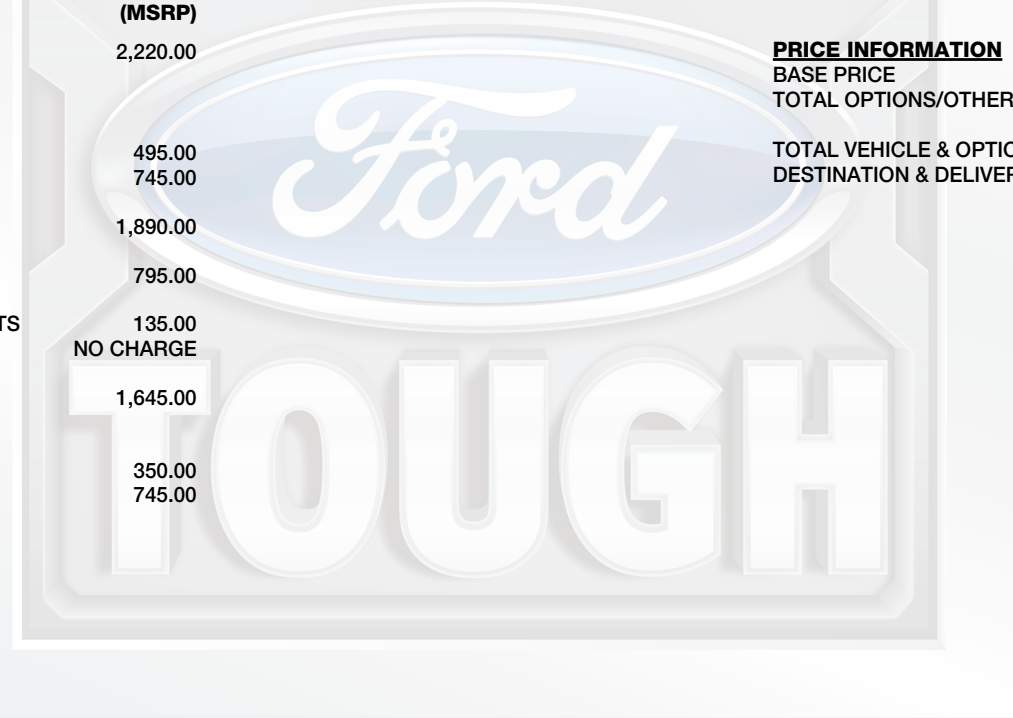 (MSRP)
2,220.00
495.00
745.00
1,890.00
795.00
TS 135.00
NO CHARGE
1,645.00
350.00
745.00
PRICE INFORMATION
BASE PRICE
TOTAL OPTIONS/OTHER
TOTAL VEHICLE & OPTIO
DESTINATION & DELIVER
Ford
TOUGH